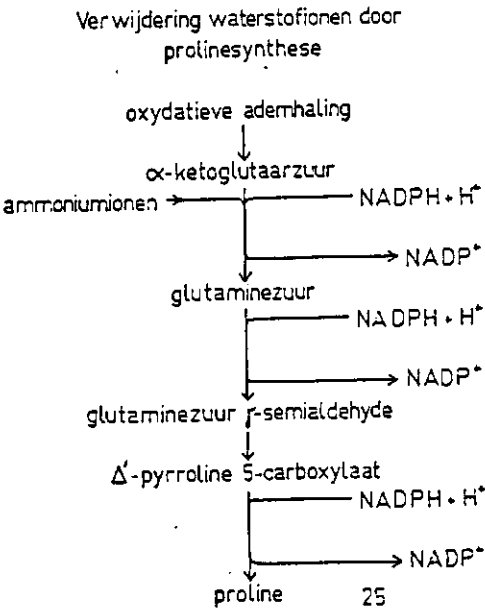 Verwijdering waterstofionen door
prolinesynthese
oxydatieve ademhaling
α-ketoglutaarzuur
ammoniumionen
NADPH + H⁺
NADP⁺
glutaminezuur
NADPH + H⁺
NADP⁺
glutaminezuur γ-semialdehyde
Δ'-pyrroline 5-carboxylaat
NADPH + H⁺
NADP⁺
proline 25